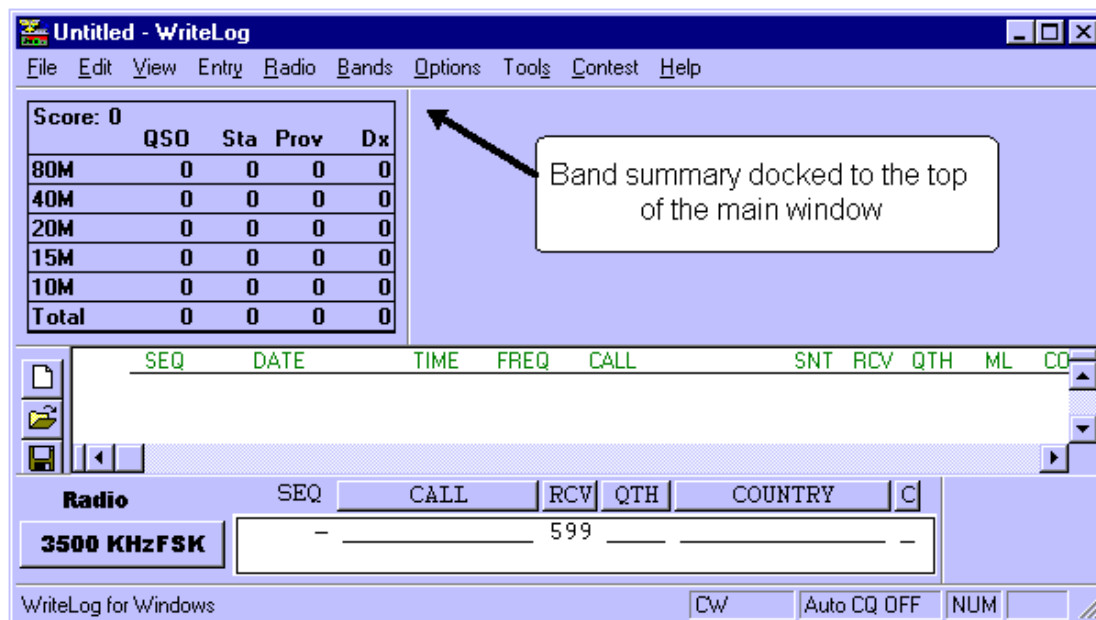 Untitled - WriteLog
File Edit View Entry Radio Bands Options Tools Contest Help
Score: 0
QSO Sta Prov Dx
80M 0 0 0 0
40M 0 0 0 0
20M 0 0 0 0
15M 0 0 0 0
10M 0 0 0 0
Total 0 0 0 0
Band summary docked to the top
of the main window
SEQ DATE TIME FREQ CALL SNT RCV QTH ML CO
Radio
SEQ CALL RCV QTH COUNTRY C
3500 KHzFSK
599
WriteLog for Windows CW Auto CQ OFF NUM